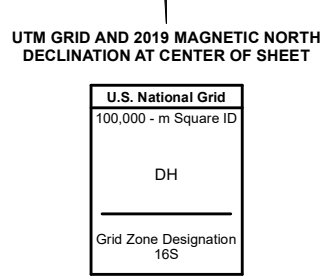 UTM GRID AND 2019 MAGNETIC NORTH
DECLINATION AT CENTER OF SHEET
U.S. National Grid
100,000 - m Square ID
DH
Grid Zone Designation
16S